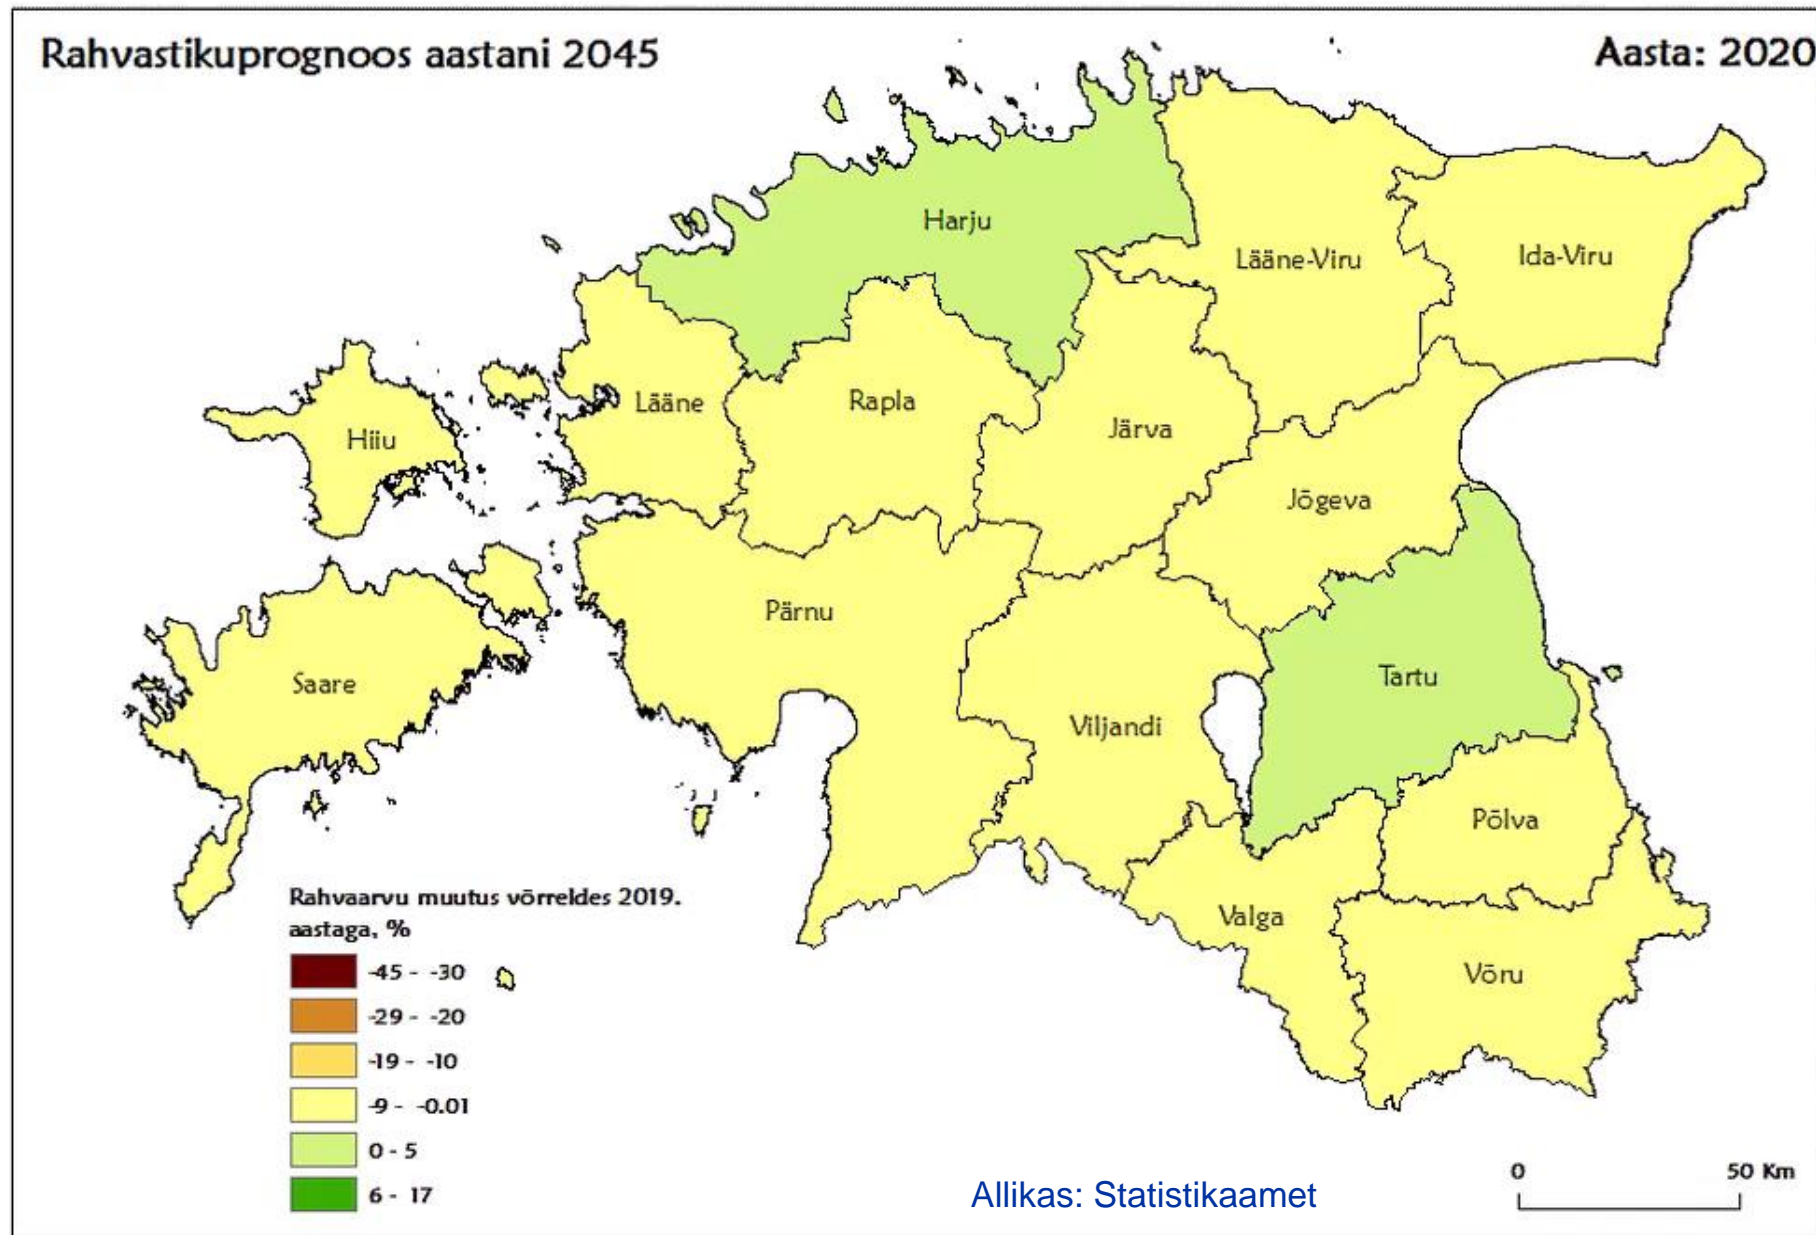 Rahvastikuprognoos aastani 2045
Aasta: 2020
Harju
Lääne-Viru
Ida-Viru
Lääne
Rapla
Järva
Hiiu
Jõgeva
Pärnu
Saare
Tartu
Viljandi
Põlva
Valga
Võru
Rahvaarvu muutus võrreldes 2019.
aastaga, %
-45 - -30
-29 - -20
-19 - -10
-9 - -0.01
0 - 5
6 - 17
Allikas: Statistikaamet
0 50 Km